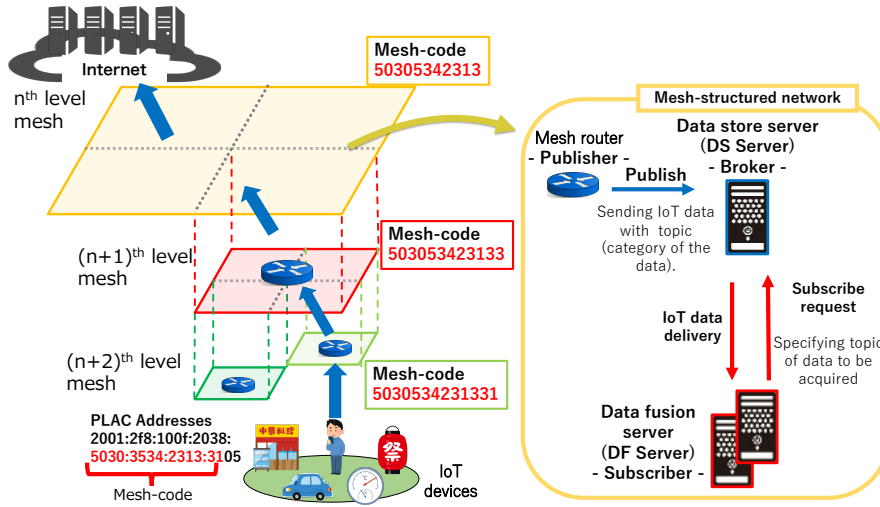 Internet
nth level
mesh
Mesh-code
50305342313
(n+1)th level
mesh
Mesh-code
503053423133
(n+2)th level
mesh
Mesh-code
5030534231331
PLAC Addresses
2001:2f8:100f:2038:
5030:3534:2313:3105
Mesh-code
中華料理
祭
IoT
devices
Mesh-structured network
Mesh router
- Publisher -
Publish
Data store server
(DS Server)
- Broker -
Sending IoT data
with topic
(category of the
data).
IoT data
delivery
Subscribe
request
Specifying topic
of data to be
acquired
Data fusion
server
(DF Server)
- Subscriber -